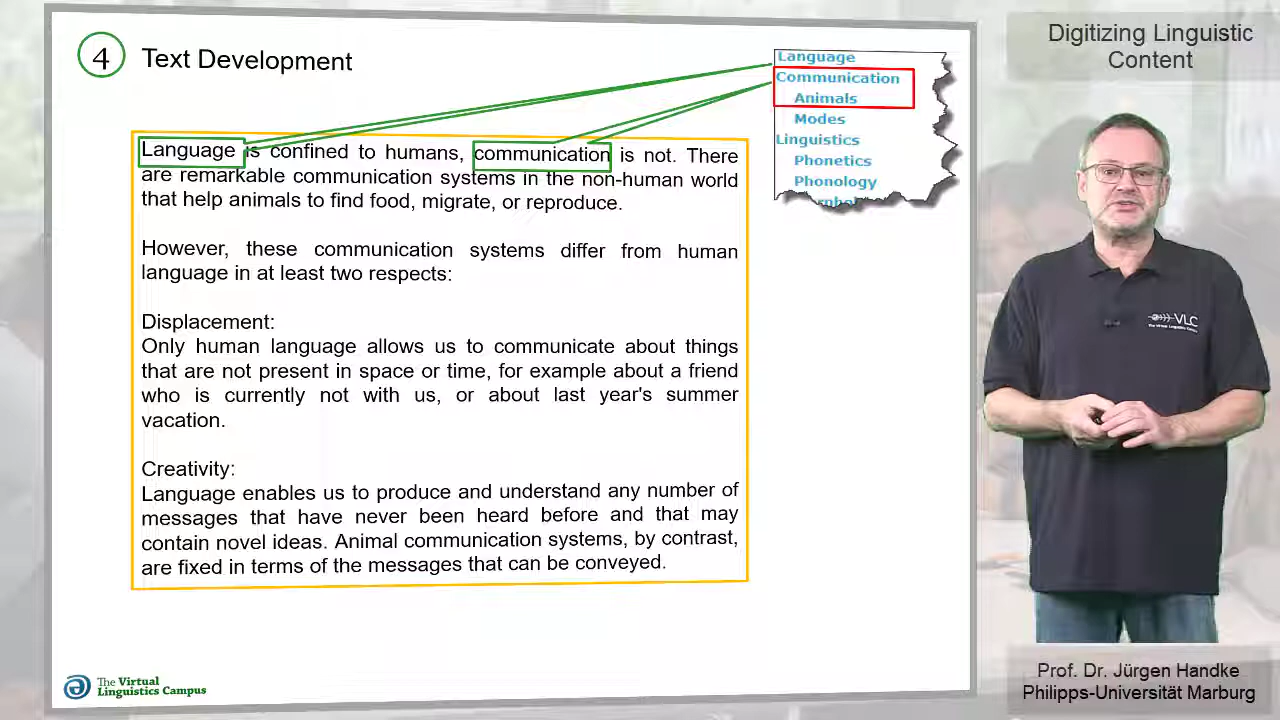 Digitizing Linguistic
Content
4
Text Development
Language
Communication
Animals
Modes
Linguistics
Phonetics
Phonology
Language is confined to humans, communication is not. There
are remarkable communication systems in the non-human world
that help animals to find food, migrate, or reproduce.
However, these communication systems differ from human
language in at least two respects:
Displacement:
Only human language allows us to communicate about things
that are not present in space or time, for example about a friend
who is currently not with us, or about last year's summer
vacation.
Creativity:
Language enables us to produce and understand any number of
messages that have never been heard before and that may
contain novel ideas. Animal communication systems, by contrast,
are fixed in terms of the messages that can be conveyed.
VLC
The Virtual
Linguistics Campus
Prof. Dr. Jürgen Handke
Philipps-Universität Marburg